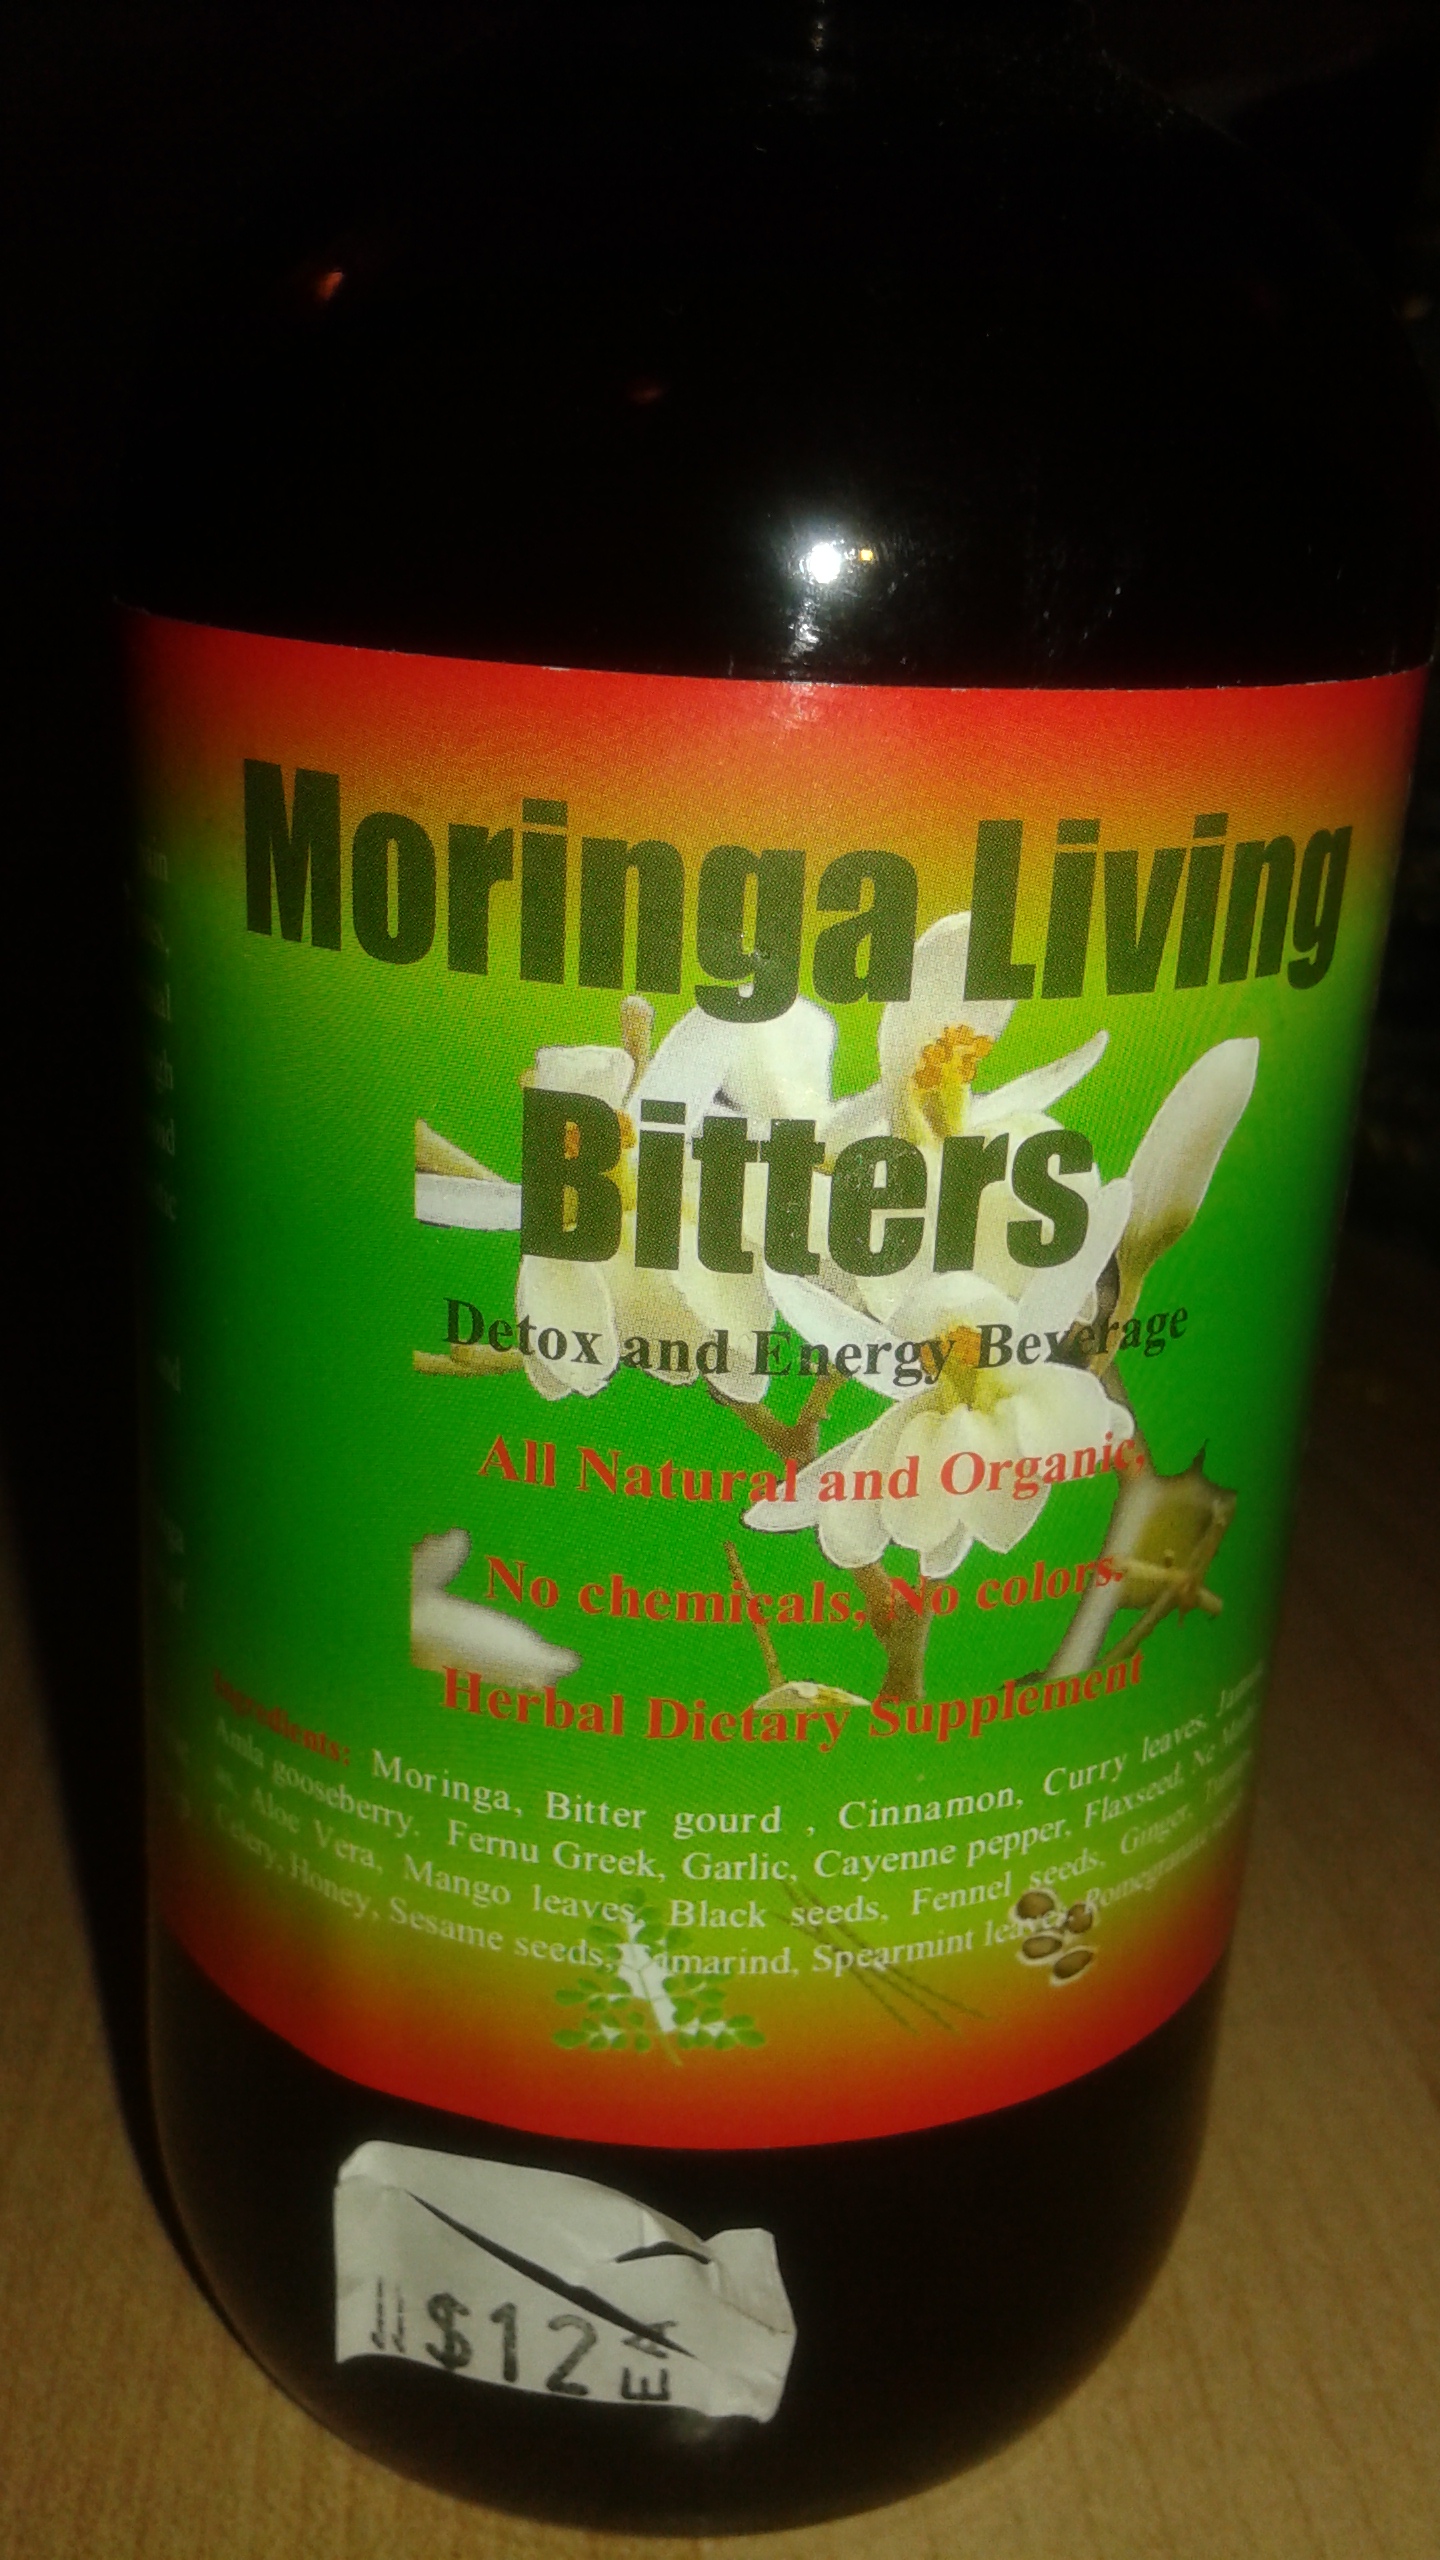 Moringa Living
Bitters
Detox and Energy Beverage
All Natural and Organic,
No chemicals, No colors.
Herbal Dietary Supplement
Ingredients: Moringa, Bitter gourd , Cinnamon, Curry leaves,
Amla gooseberry. Fernu Greek, Garlic, Cayenne pepper, Flaxseed,
Aloe Vera, Mango leaves, Black seeds, Fennel seeds, Ginger,
Celery, Honey, Sesame seeds, Tamarind, Spearmint leaves, Pomegranate
$12 EA